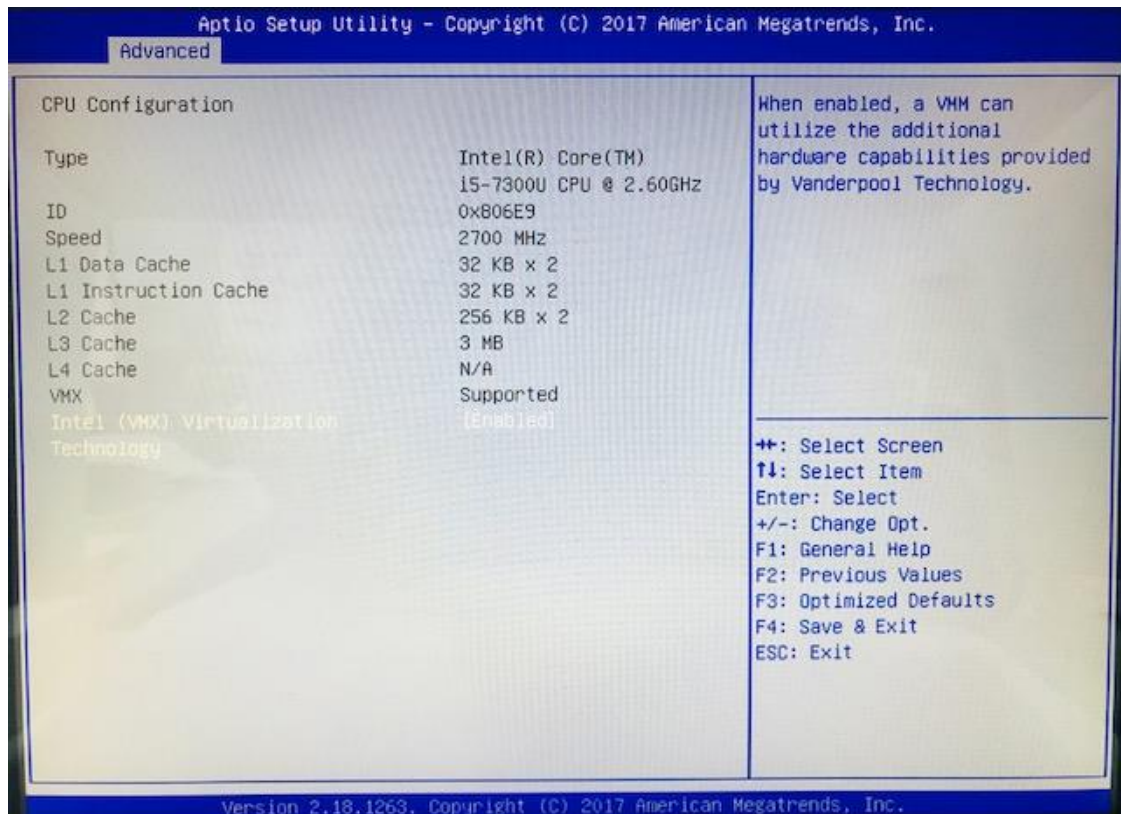 Aptio Setup Utility – Copyright (C) 2017 American Megatrends, Inc.
Advanced
CPU Configuration
Type Intel(R) Core(TM)
i5-7300U CPU @ 2.60GHz
ID 0x806E9
Speed 2700 MHz
L1 Data Cache 32 KB x 2
L1 Instruction Cache 32 KB x 2
L2 Cache 256 KB x 2
L3 Cache 3 MB
L4 Cache N/A
VMX Supported
Intel (VMX) Virtualization [Enabled]
Technology
When enabled, a VMM can
utilize the additional
hardware capabilities provided
by Vanderpool Technology.
→←: Select Screen
↑↓: Select Item
Enter: Select
+/-: Change Opt.
F1: General Help
F2: Previous Values
F3: Optimized Defaults
F4: Save & Exit
ESC: Exit
Version 2.18.1263. Copyright (C) 2017 American Megatrends, Inc.